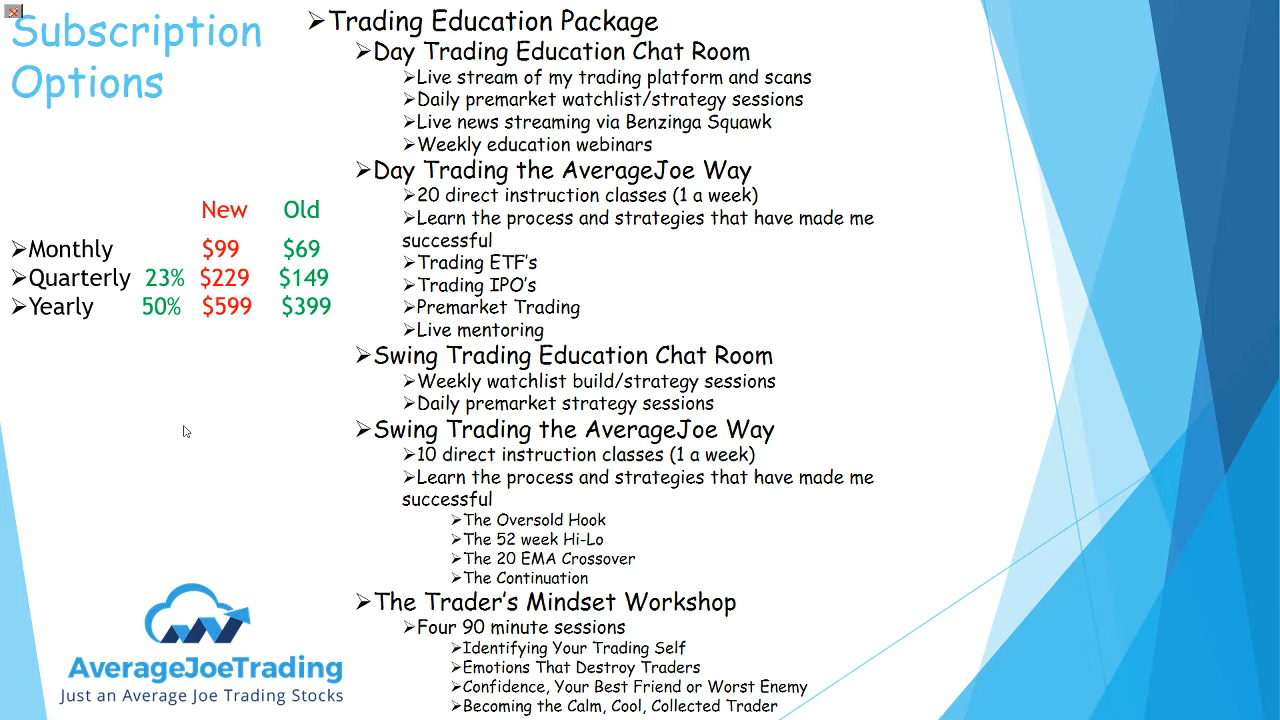 Subscription
Options
New Old
➢Monthly $99 $69
➢Quarterly 23% $229 $149
➢Yearly 50% $599 $399
➢Trading Education Package
➢Day Trading Education Chat Room
➢Live stream of my trading platform and scans
➢Daily premarket watchlist/strategy sessions
➢Live news streaming via Benzinga Squawk
➢Weekly education webinars
➢Day Trading the AverageJoe Way
➢20 direct instruction classes (1 a week)
➢Learn the process and strategies that have made me
successful
➢Trading ETF's
➢Trading IPO's
➢Premarket Trading
➢Live mentoring
➢Swing Trading Education Chat Room
➢Weekly watchlist build/strategy sessions
➢Daily premarket strategy sessions
➢Swing Trading the AverageJoe Way
➢10 direct instruction classes (1 a week)
➢Learn the process and strategies that have made me
successful
➢The Oversold Hook
➢The 52 week Hi-Lo
➢The 20 EMA Crossover
➢The Continuation
➢The Trader's Mindset Workshop
➢Four 90 minute sessions
➢Identifying Your Trading Self
➢Emotions That Destroy Traders
➢Confidence, Your Best Friend or Worst Enemy
➢Becoming the Calm, Cool, Collected Trader
AverageJoeTrading
Just an Average Joe Trading Stocks